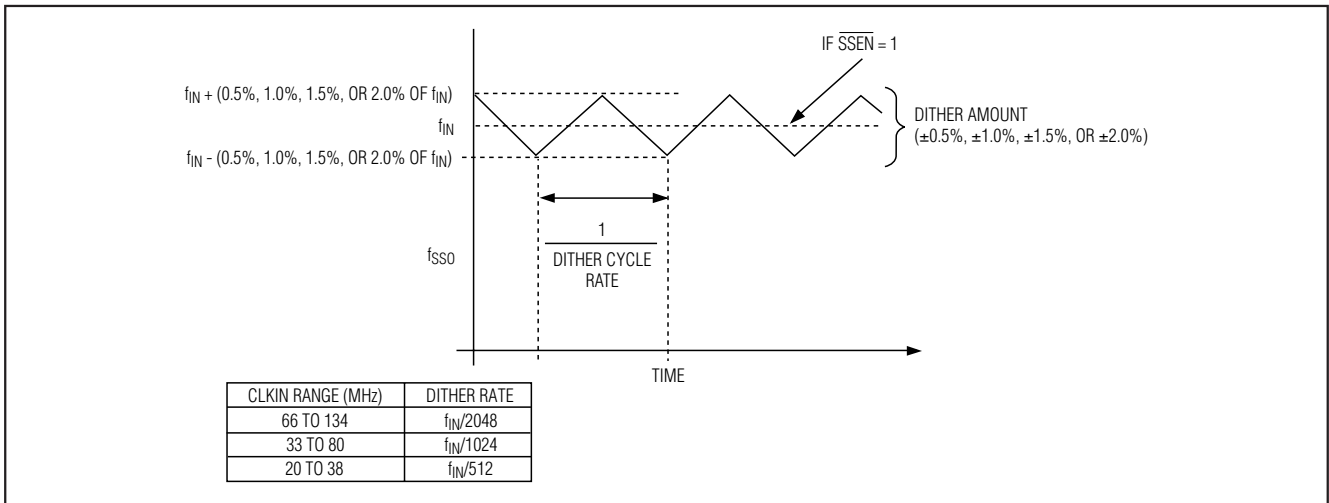 IF SSEN = 1
fIN + (0.5%, 1.0%, 1.5%, OR 2.0% OF fIN)
fIN
fIN - (0.5%, 1.0%, 1.5%, OR 2.0% OF fIN)
DITHER AMOUNT
(±0.5%, ±1.0%, ±1.5%, OR ±2.0%)
1
DITHER CYCLE
RATE
fSSO
TIME
CLKIN RANGE (MHz) DITHER RATE
66 TO 134 fIN/2048
33 TO 80 fIN/1024
20 TO 38 fIN/512